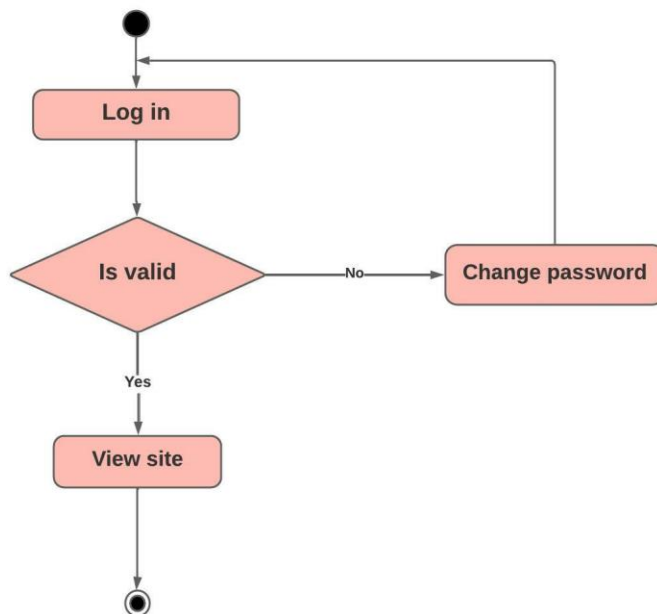 Log in
Is valid
No
Change password
Yes
View site